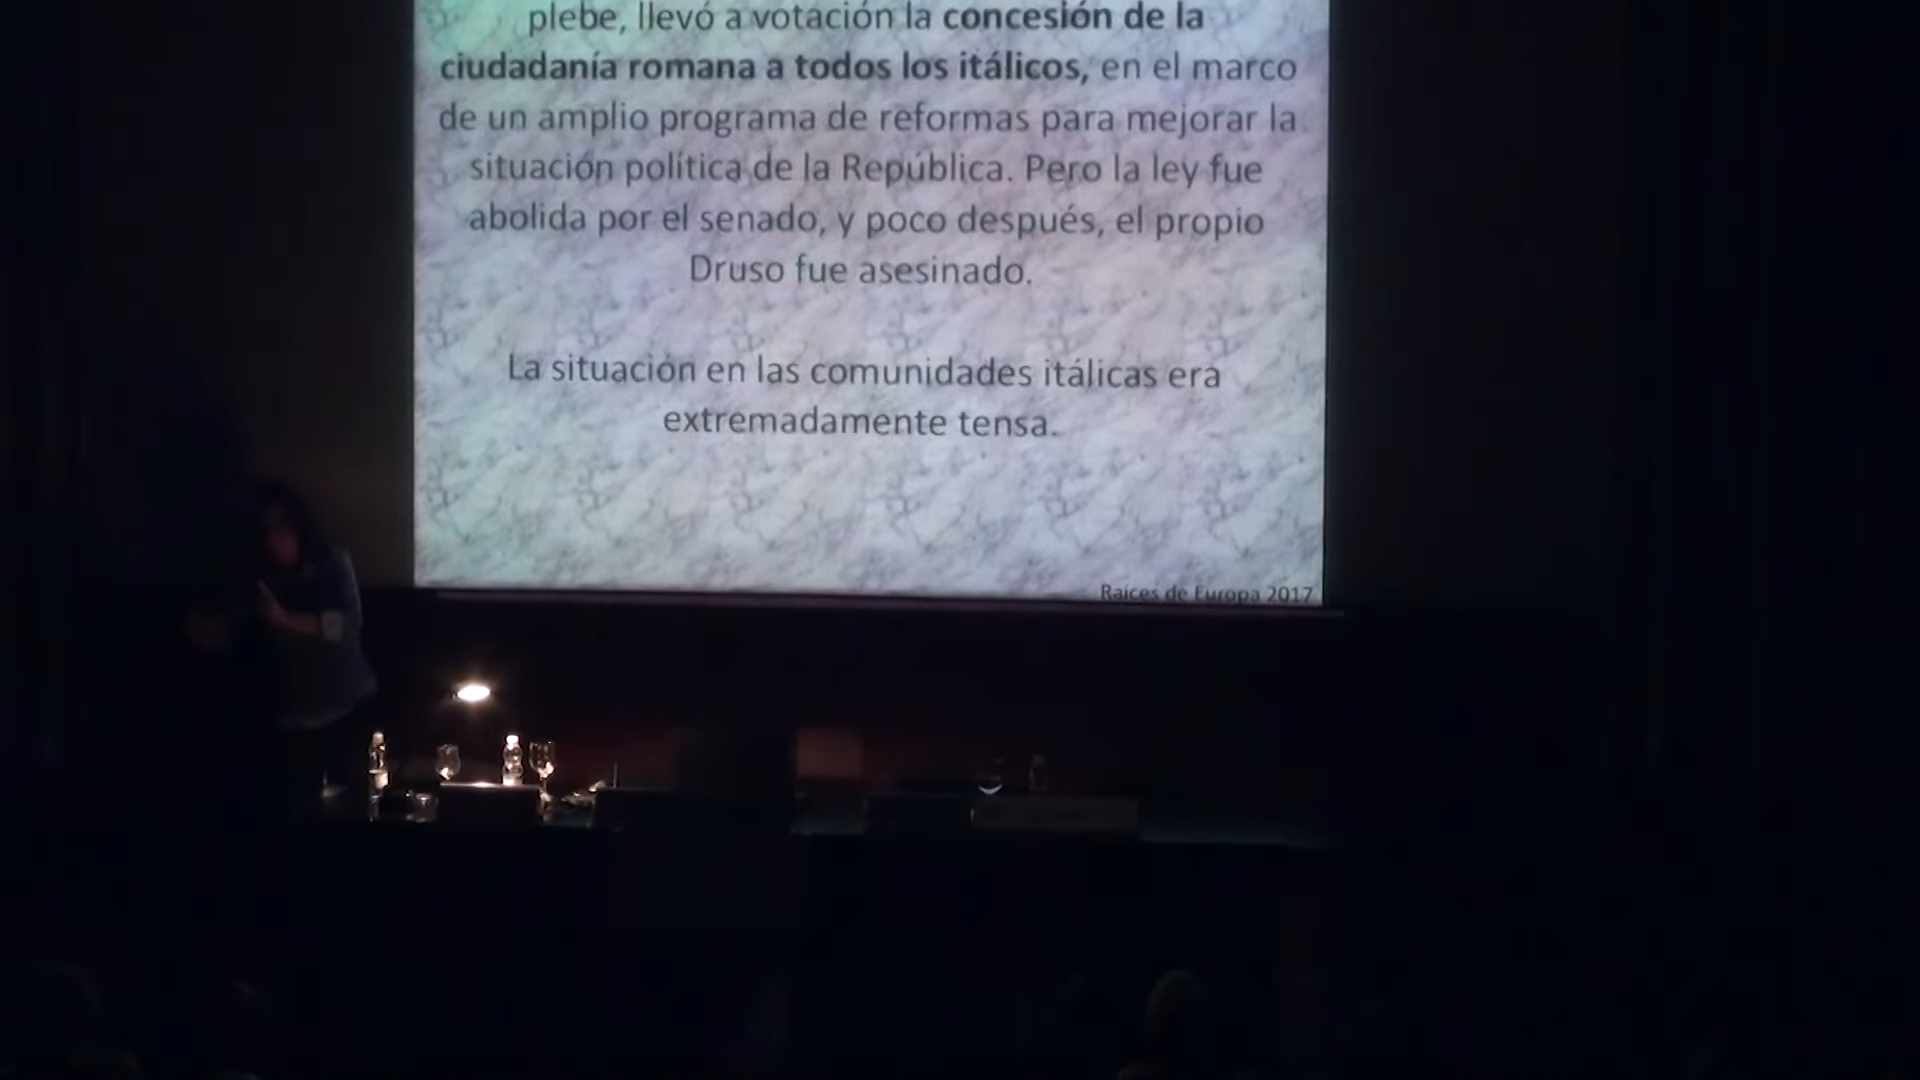 plebe, llevó a votación la concesión de la
ciudadanía romana a todos los itálicos, en el marco
de un amplio programa de reformas para mejorar la
situación política de la República. Pero la ley fue
abolida por el senado, y poco después, el propio
Druso fue asesinado.
La situación en las comunidades itálicas era
extremadamente tensa.
Raíces de Europa 2017